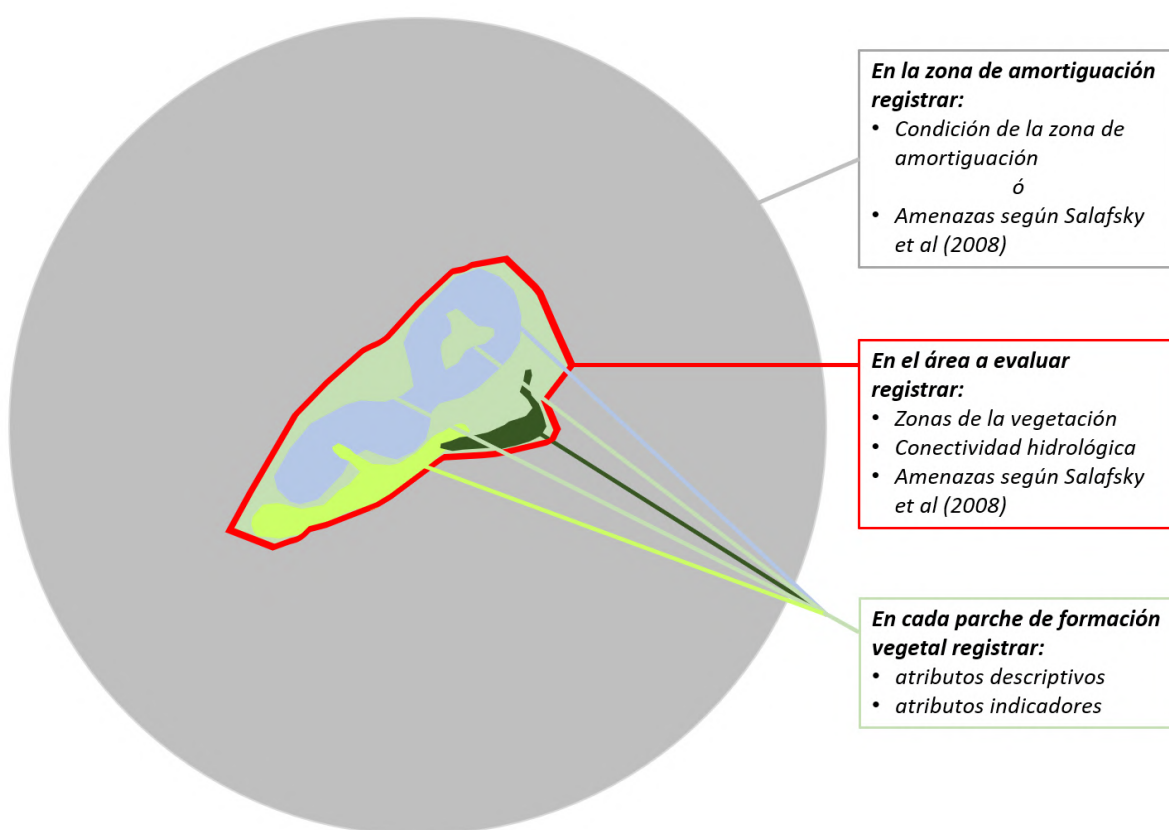 En la zona de amortiguación
registrar:
• Condición de la zona de
amortiguación
ó
• Amenazas según Salafsky
et al (2008)
En el área a evaluar
registrar:
• Zonas de la vegetación
• Conectividad hidrológica
• Amenazas según Salafsky
et al (2008)
En cada parche de formación
vegetal registrar:
• atributos descriptivos
• atributos indicadores